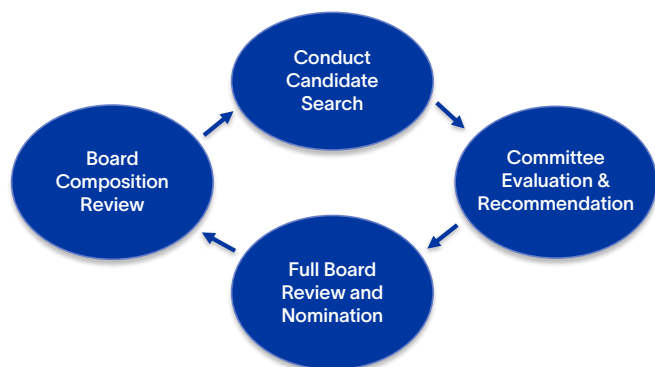 Conduct
Candidate
Search
Board
Composition
Review
Committee
Evaluation &
Recommendation
Full Board
Review and
Nomination